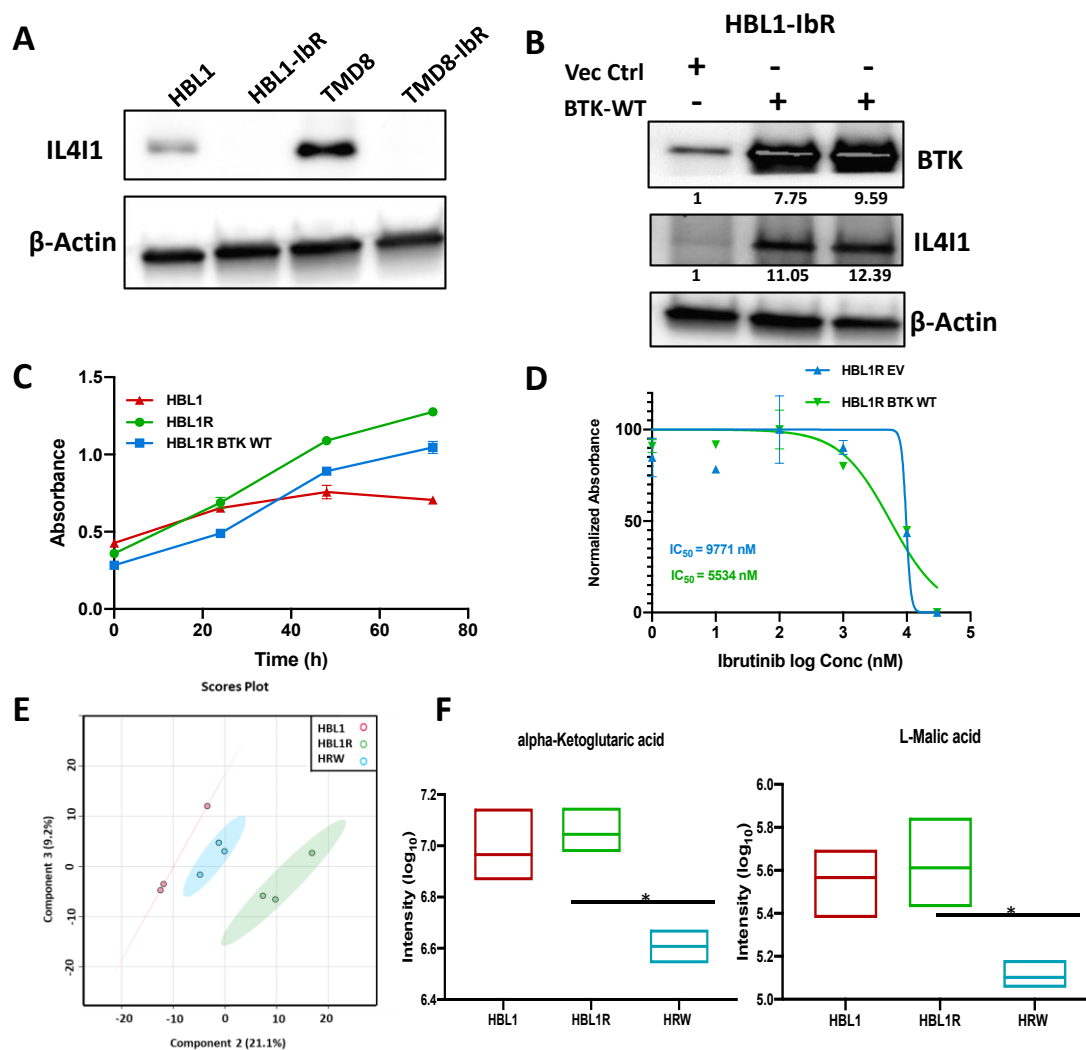 A
HBL1
HBL1-IbR
TMD8
TMD8-IbR
IL4I1
β-Actin
B
HBL1-IbR
Vec Ctrl + - -
BTK-WT - + +
BTK
1 7.75 9.59
IL4I1
1 11.05 12.39
β-Actin
C
HBL1
HBL1R
HBL1R BTK WT
Absorbance
1.5
1.0
0.5
0.0
0 20 40 60 80
Time (h)
D
HBL1R EV
HBL1R BTK WT
Normalized Absorbance
100
50
0
IC50 = 9771 nM
IC50 = 5534 nM
0 1 2 3 4 5
Ibrutinib log Conc (nM)
E
Scores Plot
HBL1
HBL1R
HRW
Component 3 (9.2%)
20
10
0
-10
-20
-20 -10 0 10 20
Component 2 (21.1%)
F
alpha-Ketoglutaric acid
Intensity (log10)
7.2
7.0
6.8
6.6
6.4
*
HBL1 HBL1R HRW
L-Malic acid
Intensity (log10)
6.0
5.8
5.6
5.4
5.2
5.0
*
HBL1 HBL1R HRW